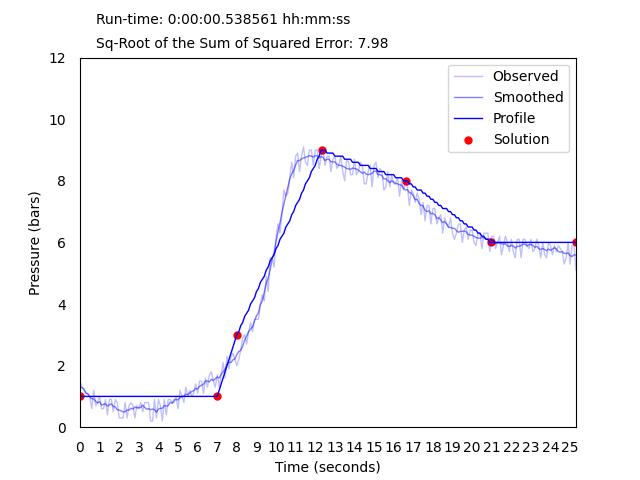 Run-time: 0:00:00.538561 hh:mm:ss
Sq-Root of the Sum of Squared Error: 7.98
12
10
8
6
4
2
0
Pressure (bars)
Observed
Smoothed
Profile
Solution
0 1 2 3 4 5 6 7 8 9 10 11 12 13 14 15 16 17 18 19 20 21 22 23 24 25
Time (seconds)